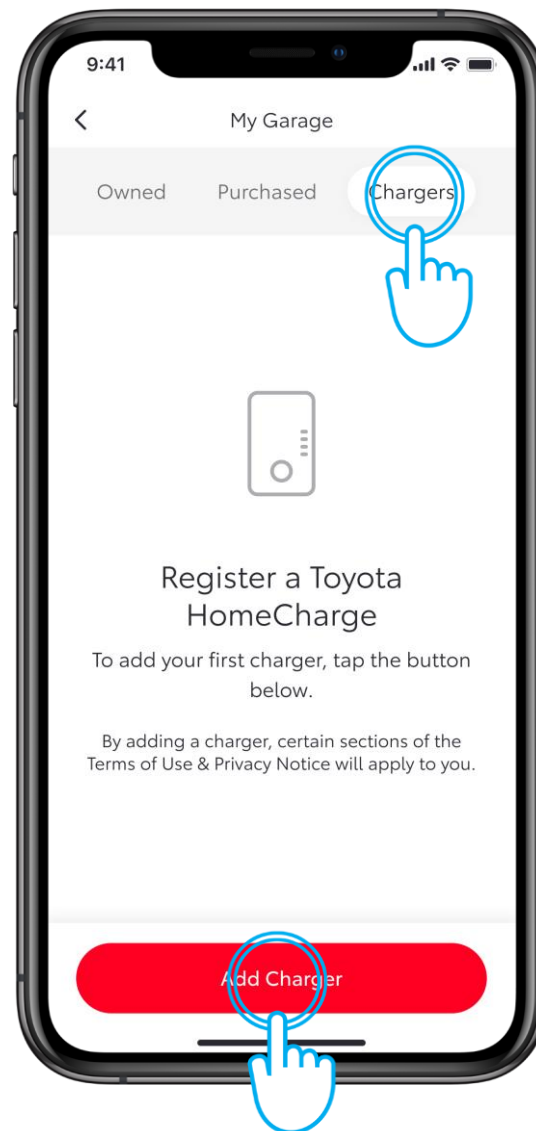 9:41
My Garage
Owned Purchased Chargers
Register a Toyota
HomeCharge
To add your first charger, tap the button
below.
By adding a charger, certain sections of the
Terms of Use & Privacy Notice will apply to you.
Add Charger